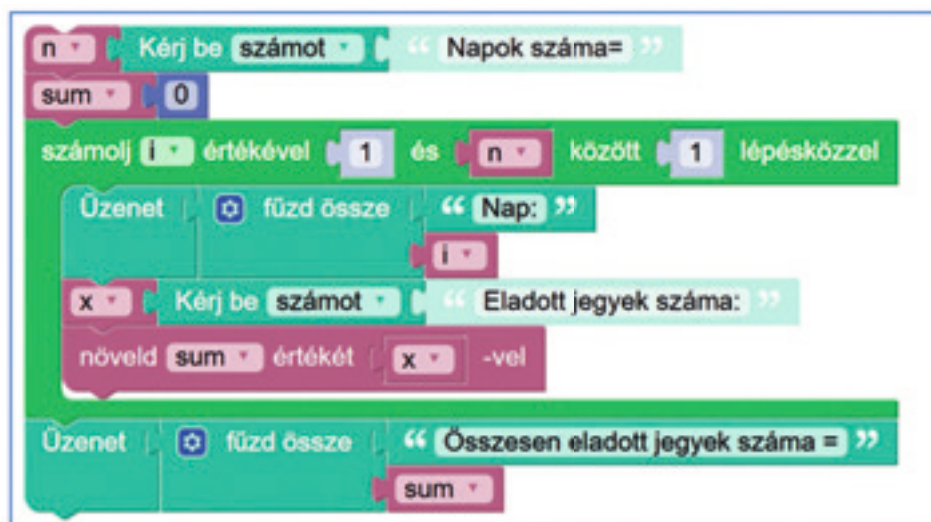 n Kérj be számot “ Napok száma= ”
sum 0
számolj i értékével 1 és n között 1 lépésközzel
Üzenet fűzd össze “ Nap: ”
i
x Kérj be számot “ Eladott jegyek száma: ”
növeld sum értékét x -vel
Üzenet fűzd össze “ Összesen eladott jegyek száma = ”
sum